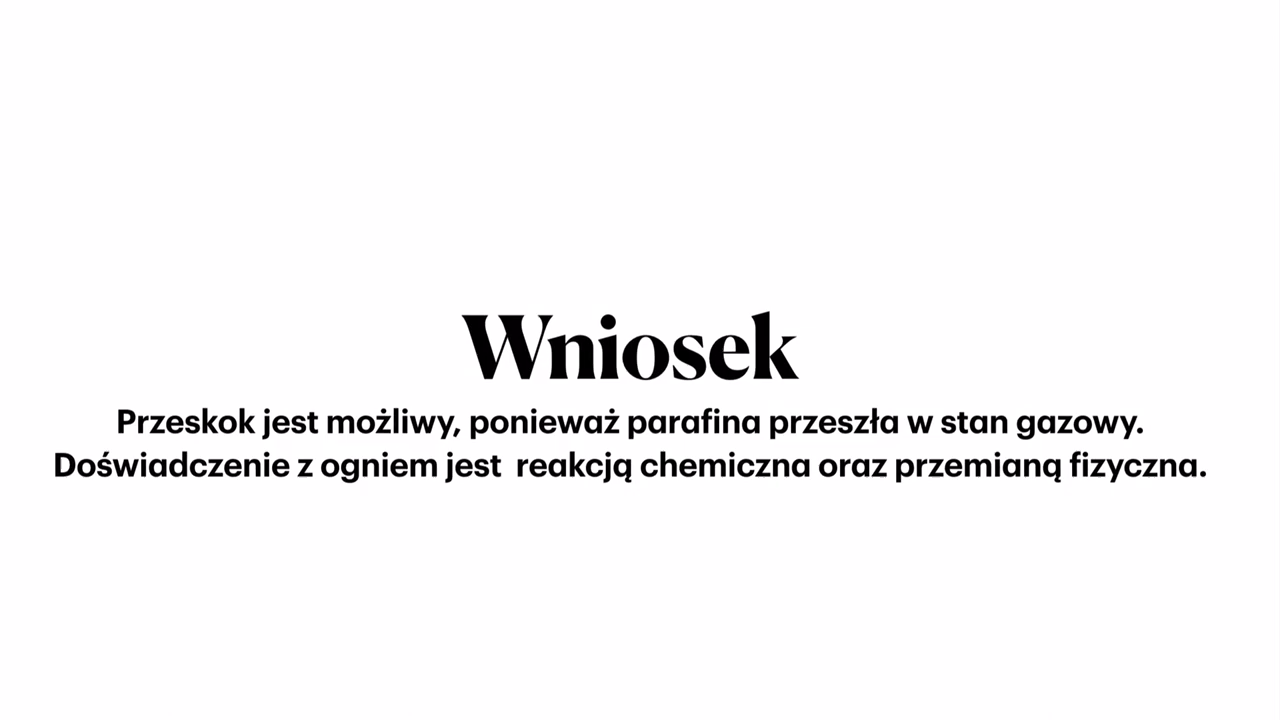 Wniosek
Przeskok jest możliwy, ponieważ parafina przeszła w stan gazowy.
Doświadczenie z ogniem jest  reakcją chemiczna oraz przemianą fizyczna.